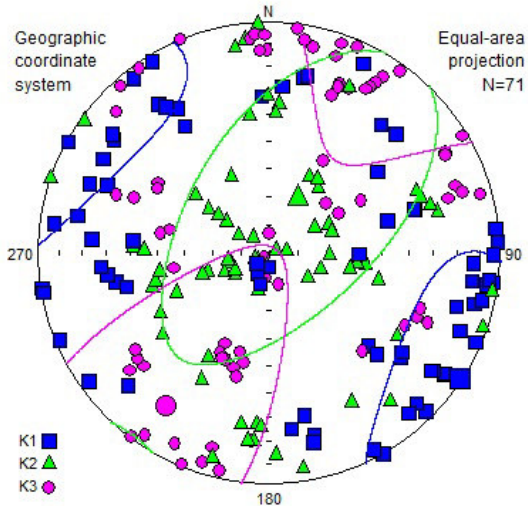 Geographic
coordinate
system
N
Equal-area
projection
N=71
270
90
180
K1
K2
K3